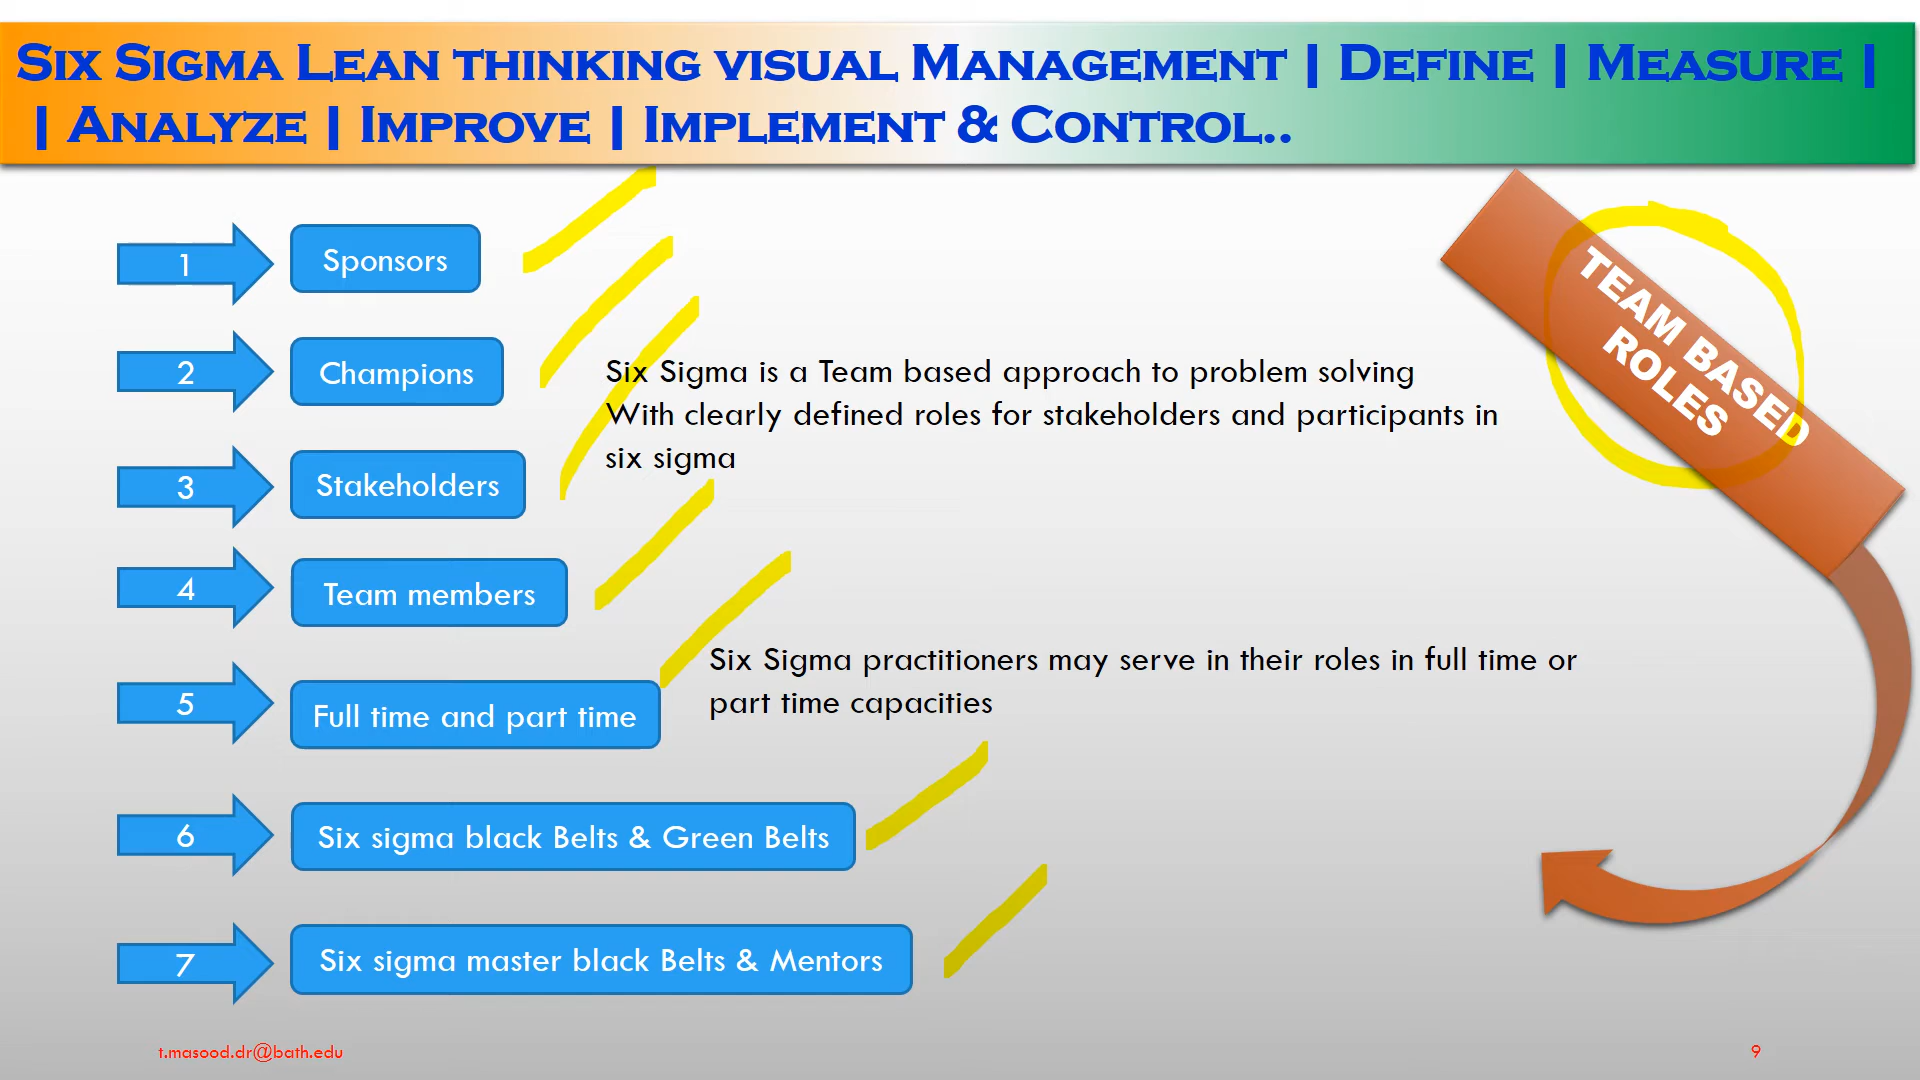 Six Sigma Lean thinking visual Management | Define | Measure |
| Analyze | Improve | Implement & Control..
TEAM BASED
ROLES
1
Sponsors
2
Champions
Six Sigma is a Team based approach to problem solving
With clearly defined roles for stakeholders and participants in
six sigma
3
Stakeholders
4
Team members
5
Full time and part time
Six Sigma practitioners may serve in their roles in full time or
part time capacities
6
Six sigma black Belts & Green Belts
7
Six sigma master black Belts & Mentors
t.masood.dr@bath.edu
9